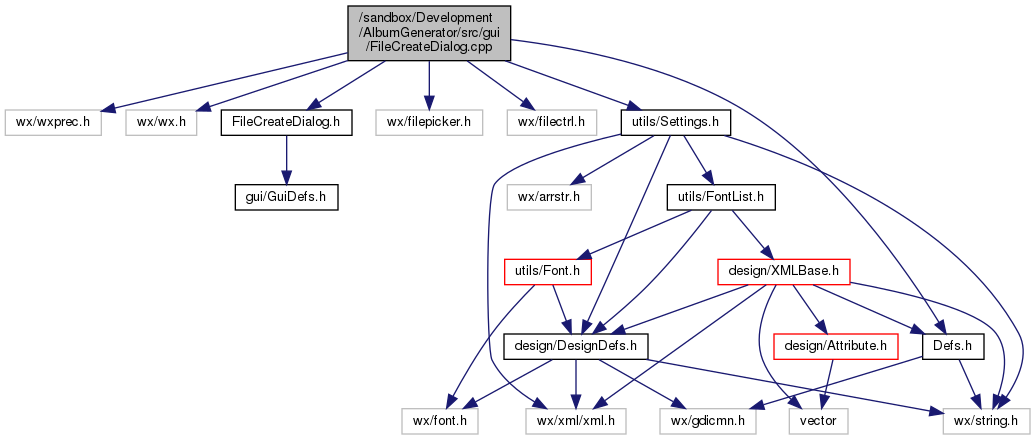 /sandbox/Development
/AlbumGenerator/src/gui
/FileCreateDialog.cpp
wx/wxprec.h
wx/wx.h
FileCreateDialog.h
wx/filepicker.h
wx/filectrl.h
utils/Settings.h
gui/GuiDefs.h
wx/arrstr.h
utils/FontList.h
utils/Font.h
design/XMLBase.h
design/DesignDefs.h
design/Attribute.h
Defs.h
wx/font.h
wx/xml/xml.h
wx/gdicmn.h
vector
wx/string.h